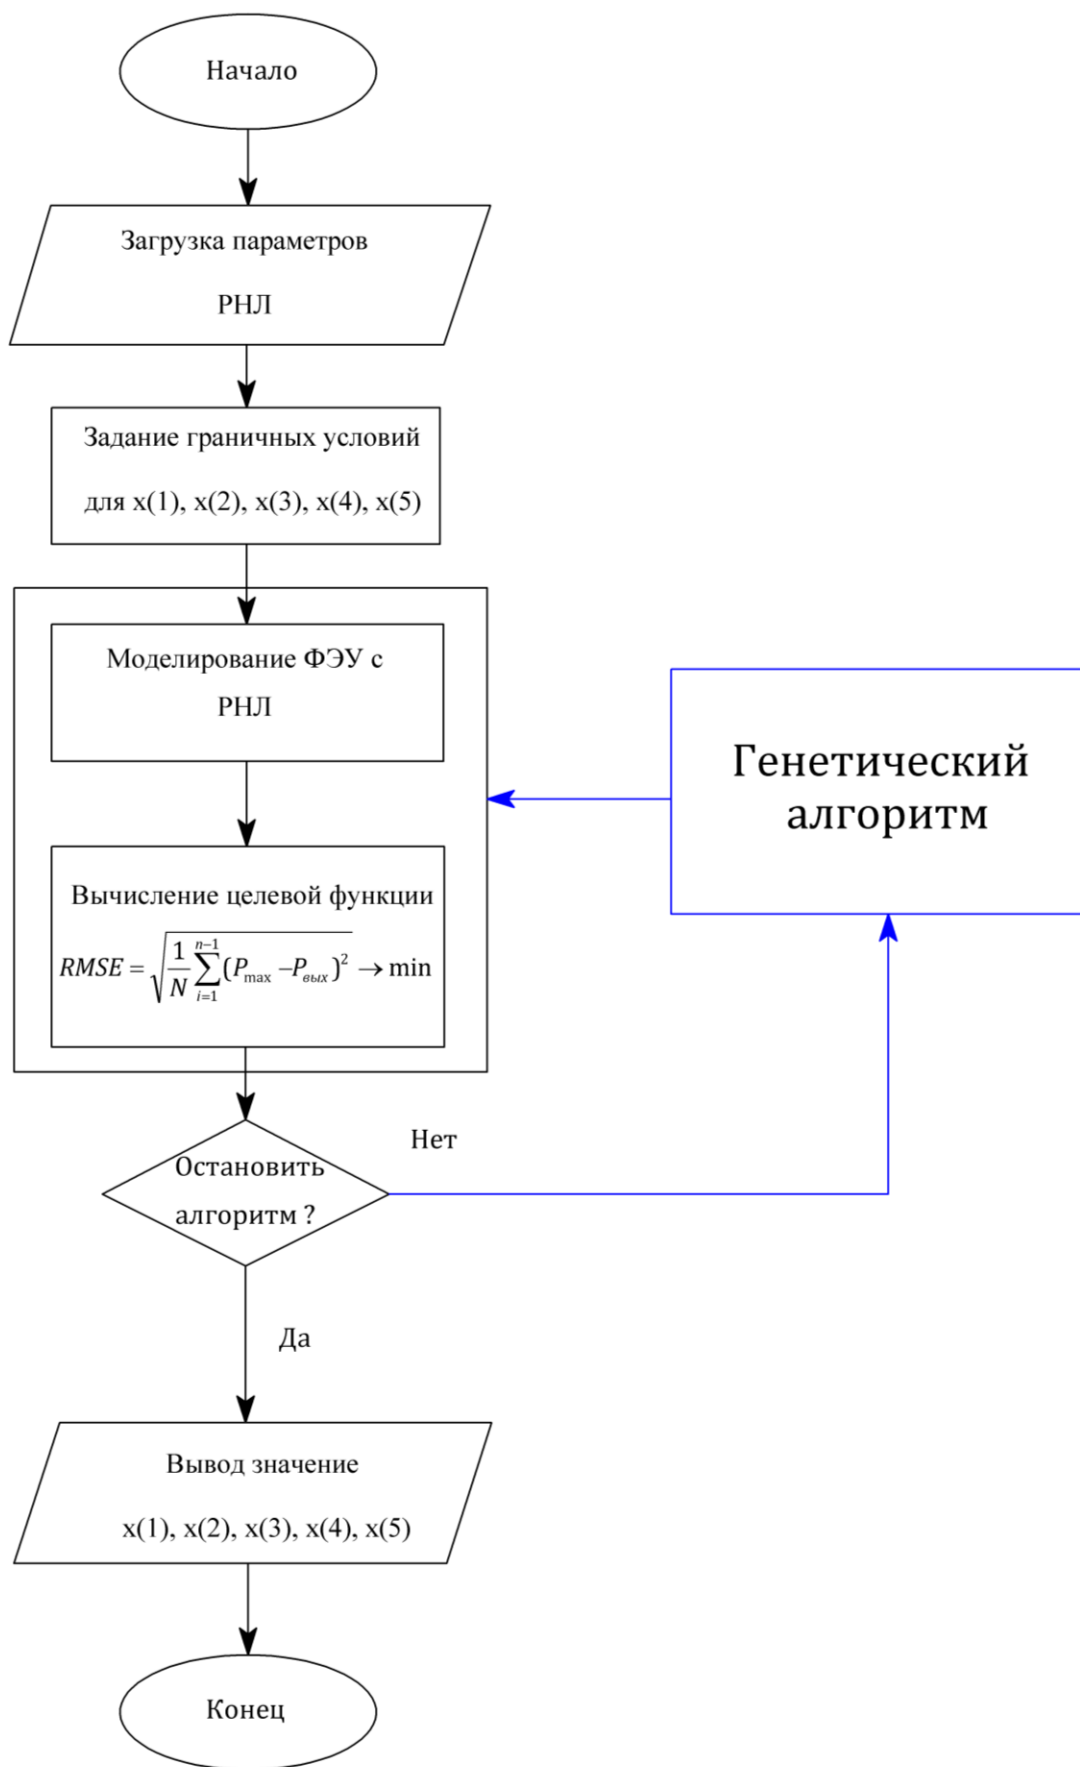 Начало
Загрузка параметров
РНЛ
Задание граничных условий
для x(1), x(2), x(3), x(4), x(5)
Моделирование ФЭУ с
РНЛ
Генетический
алгоритм
Вычисление целевой функции
RMSE = √(1/N ∑_{i=1}^{n−1} (P_max − P_вых)²) → min
Нет
Остановить
алгоритм ?
Да
Вывод значение
x(1), x(2), x(3), x(4), x(5)
Конец